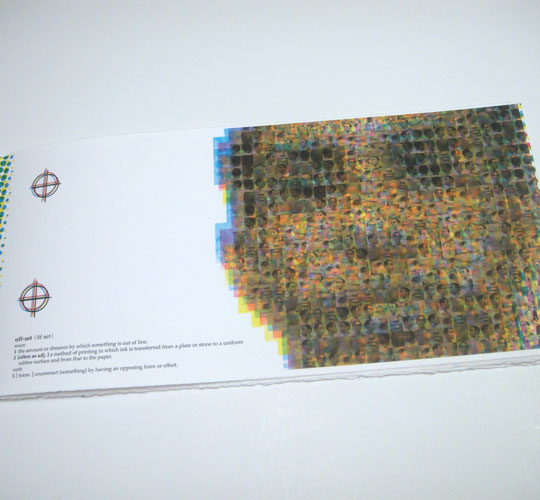 off·set | ôf set |
noun
1 the amount or distance by which something is out of line.
2 [often as adj. ] a method of printing in which ink is transferred from a plate or stone to a uniform
rubber surface and from that to the paper.
verb
1 [ trans. ] counteract (something) by having an opposing force or effect.